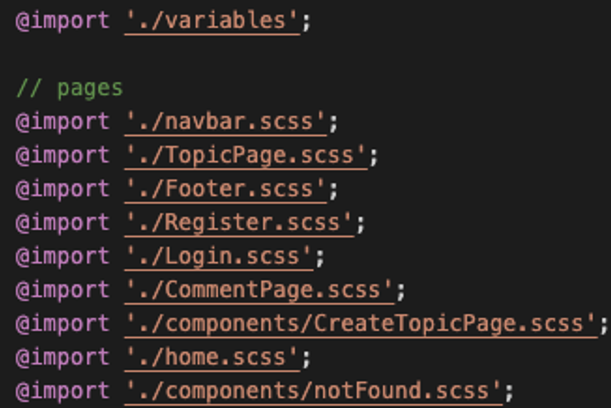 @import './variables';
// pages
@import './navbar.scss';
@import './TopicPage.scss';
@import './Footer.scss';
@import './Register.scss';
@import './Login.scss';
@import './CommentPage.scss';
@import './components/CreateTopicPage.scss';
@import './home.scss';
@import './components/notFound.scss';